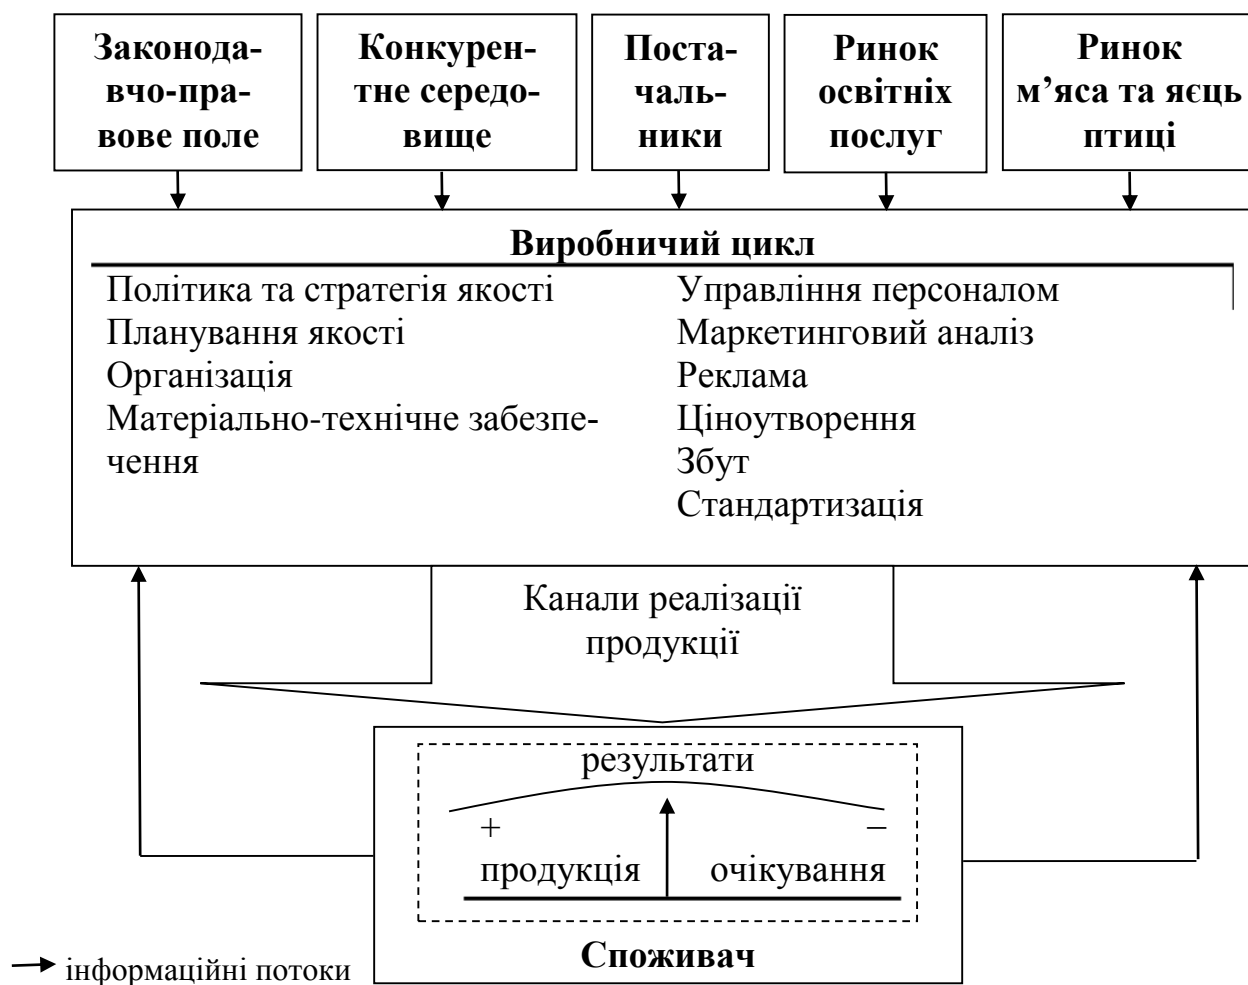 Законода-
вчо-пра-
вове поле
Конкурен-
тне середо-
вище
Поста-
чаль-
ники
Ринок
освітніх
послуг
Ринок
м’яса та яєць
птиці
Виробничий цикл
Політика та стратегія якості
Планування якості
Організація
Матеріально-технічне забезпе-
чення
Управління персоналом
Маркетинговий аналіз
Реклама
Ціноутворення
Збут
Стандартизація
Канали реалізації
продукції
результати
+ −
продукція очікування
Споживач
інформаційні потоки